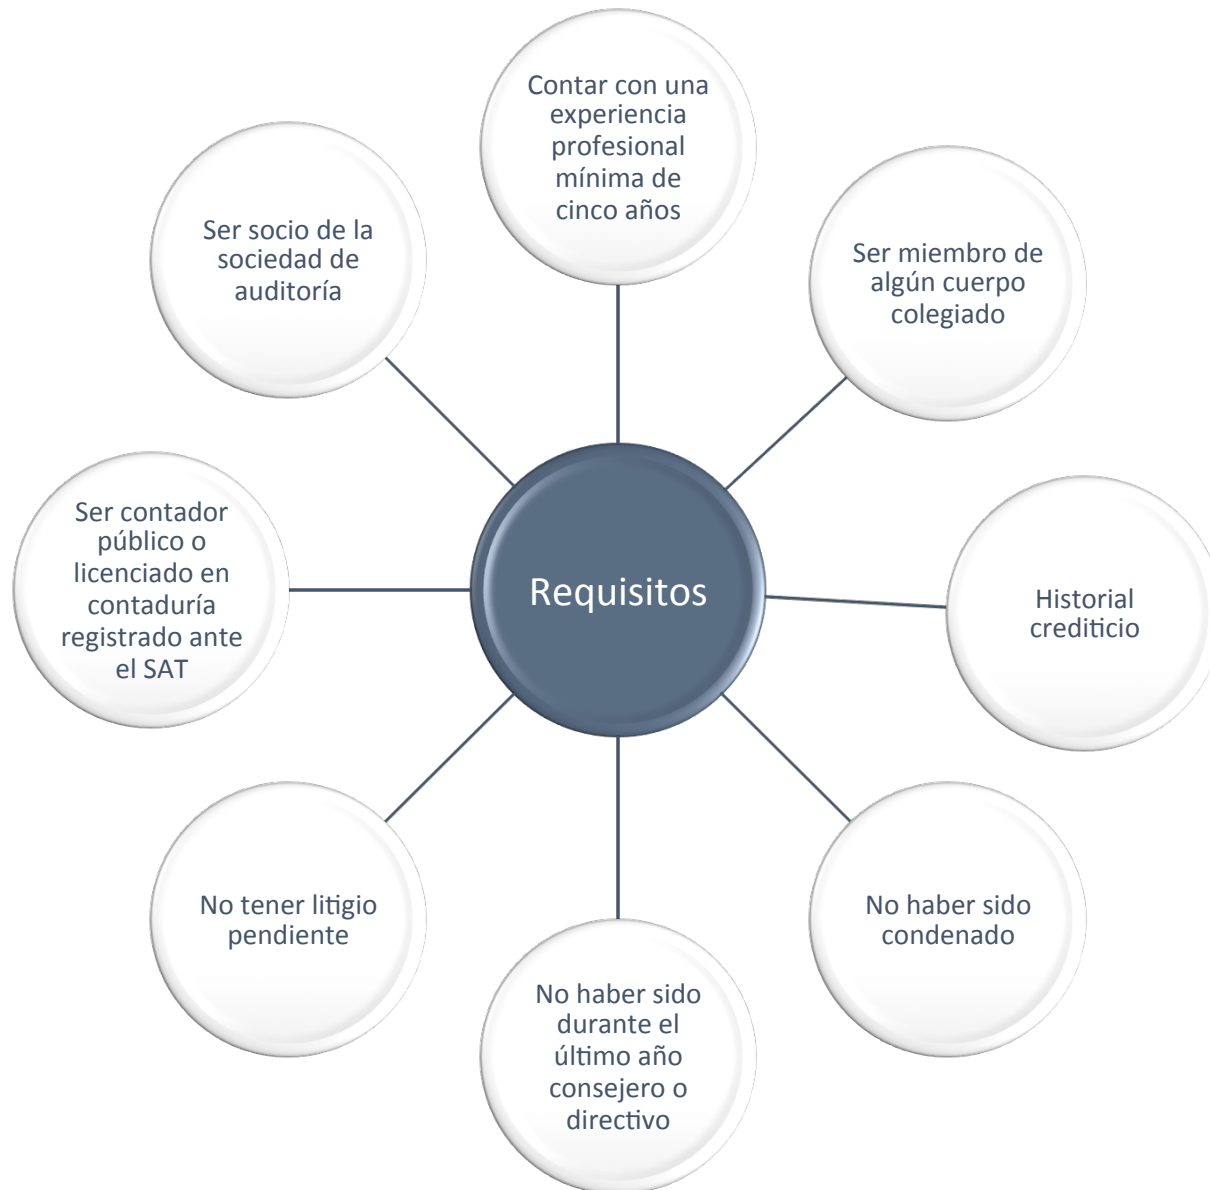 Contar con una
experiencia
profesional
mínima de
cinco años
Ser miembro de
algún cuerpo
colegiado
Historial
crediticio
No haber sido
condenado
No haber sido
durante el
último año
consejero o
directivo
No tener litigio
pendiente
Ser contador
público o
licenciado en
contaduría
registrado ante
el SAT
Ser socio de la
sociedad de
auditoría
Requisitos